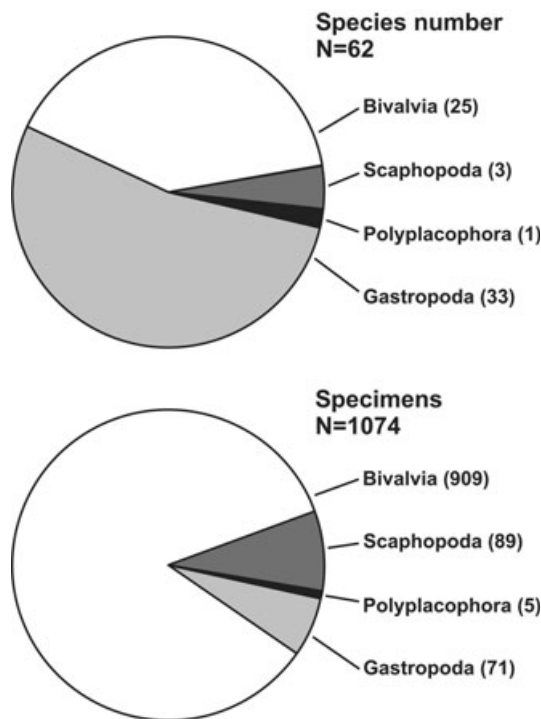 Species number
N=62
Bivalvia (25)
Scaphopoda (3)
Polyplacophora (1)
Gastropoda (33)
Specimens
N=1074
Bivalvia (909)
Scaphopoda (89)
Polyplacophora (5)
Gastropoda (71)